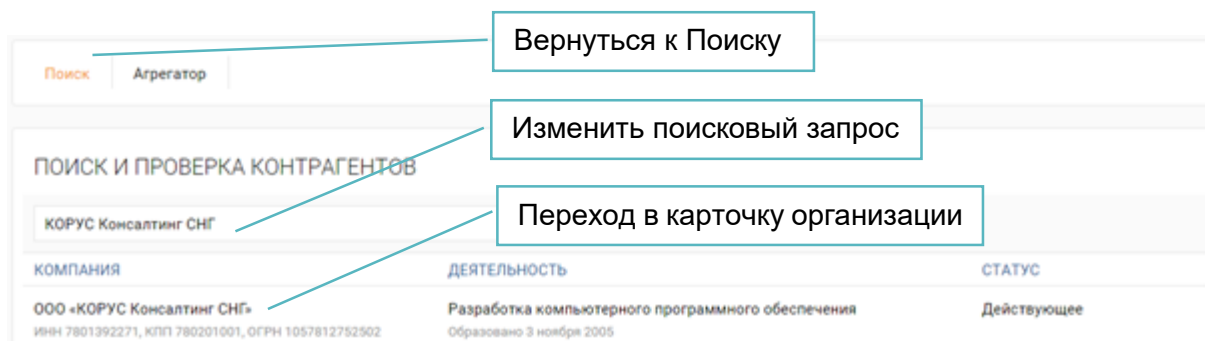 Вернуться к Поиску
Поиск Агрегатор
Изменить поисковый запрос
ПОИСК И ПРОВЕРКА КОНТРАГЕНТОВ
Переход в карточку организации
КОРУС Консалтинг СНГ
КОМПАНИЯ ДЕЯТЕЛЬНОСТЬ СТАТУС
ООО «КОРУС Консалтинг СНГ» Разработка компьютерного программного обеспечения Действующее
ИНН 7801392271, КПП 780201001, ОГРН 1057812752502 Образовано 3 ноября 2005